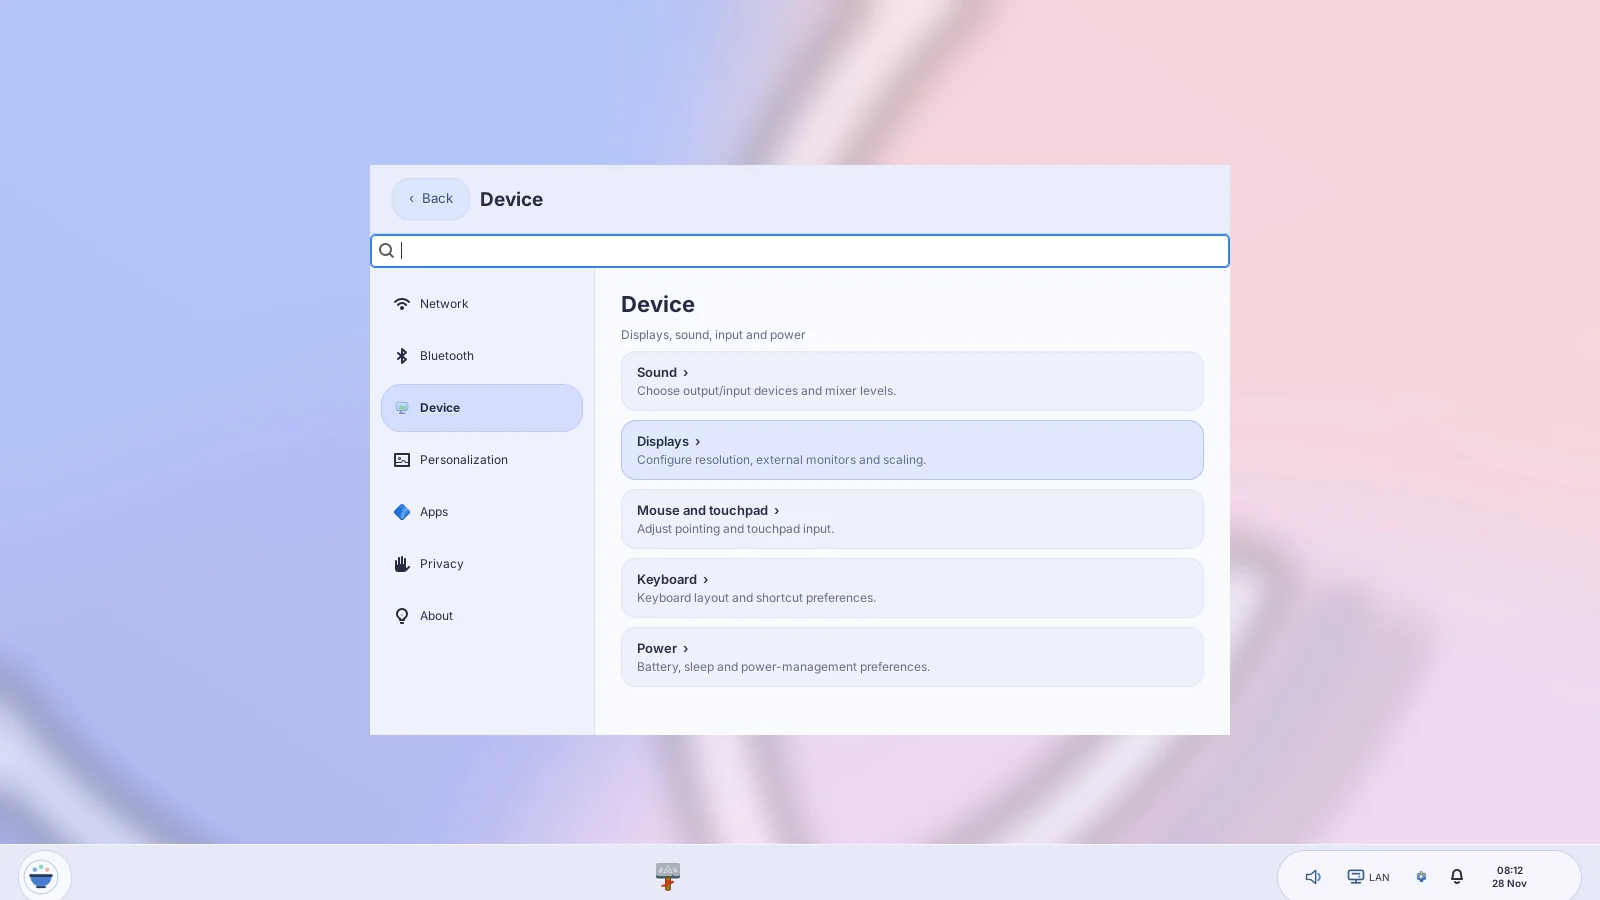 ‹ Back
Device
Network
Bluetooth
Device
Personalization
Apps
Privacy
About
Device
Displays, sound, input and power
Sound ›
Choose output/input devices and mixer levels.
Displays ›
Configure resolution, external monitors and scaling.
Mouse and touchpad ›
Adjust pointing and touchpad input.
Keyboard ›
Keyboard layout and shortcut preferences.
Power ›
Battery, sleep and power-management preferences.
LAN
08:12
28 Nov